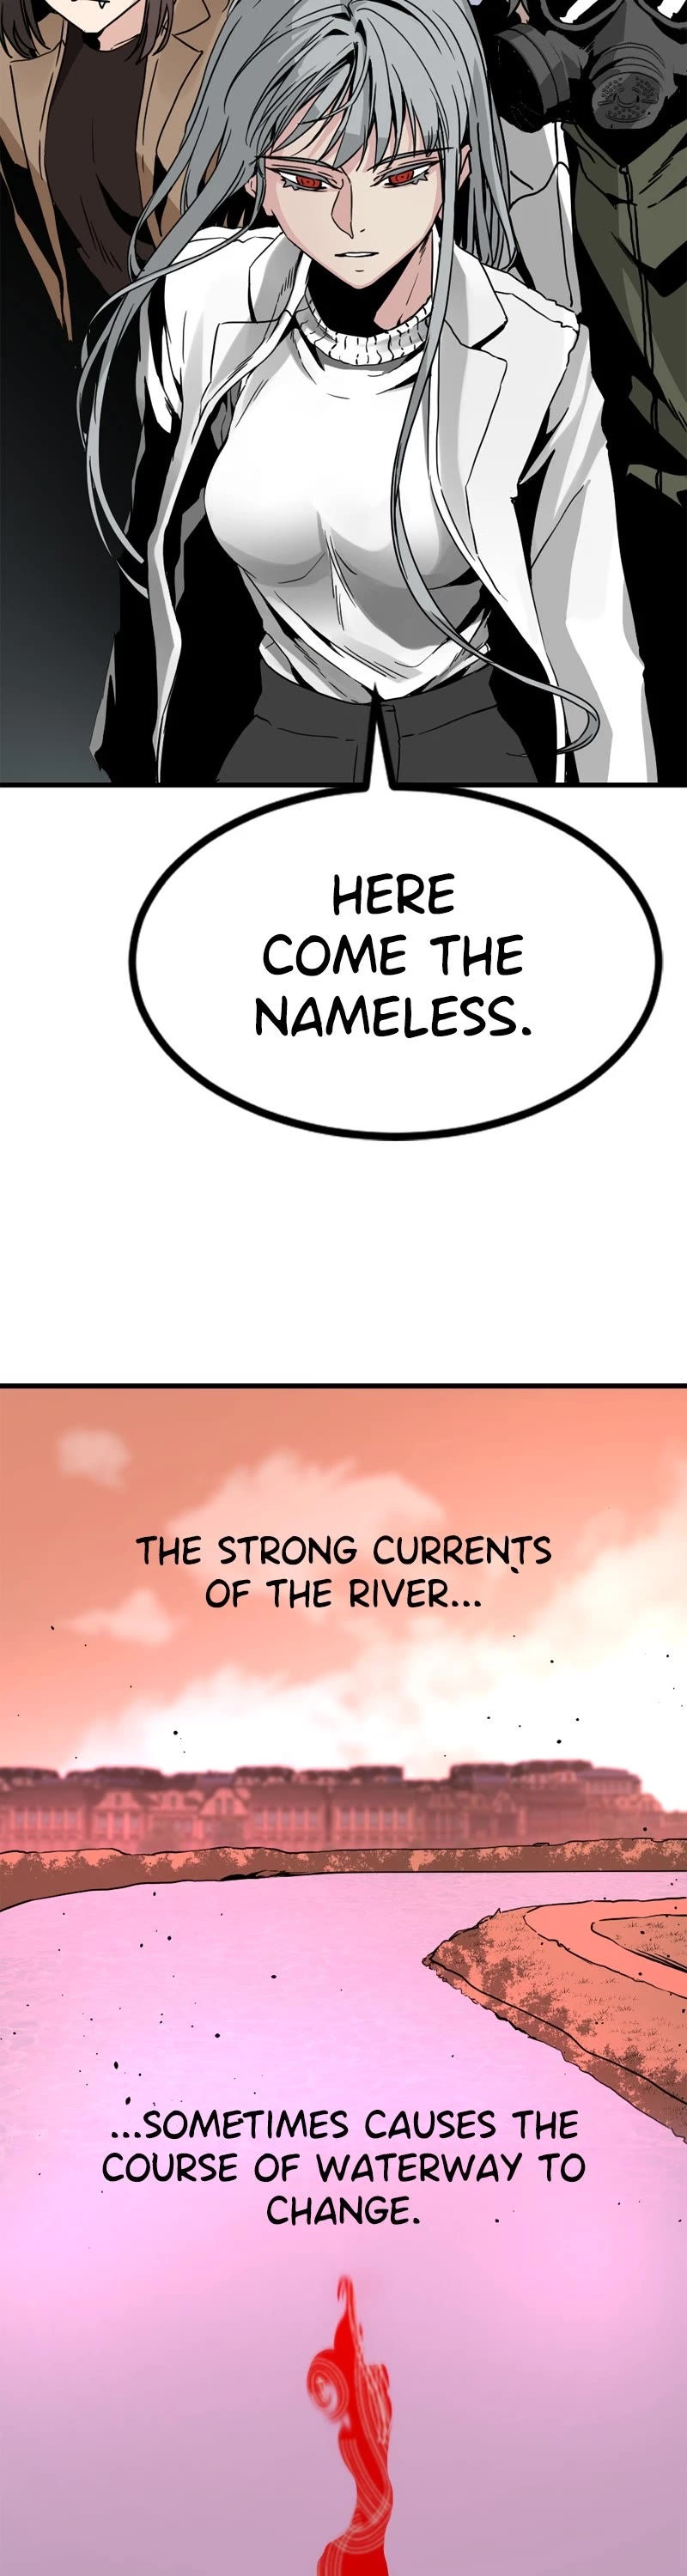 HERE
COME THE
NAMELESS.
THE STRONG CURRENTS
OF THE RIVER...
...SOMETIMES CAUSES THE
COURSE OF WATERWAY TO
CHANGE.